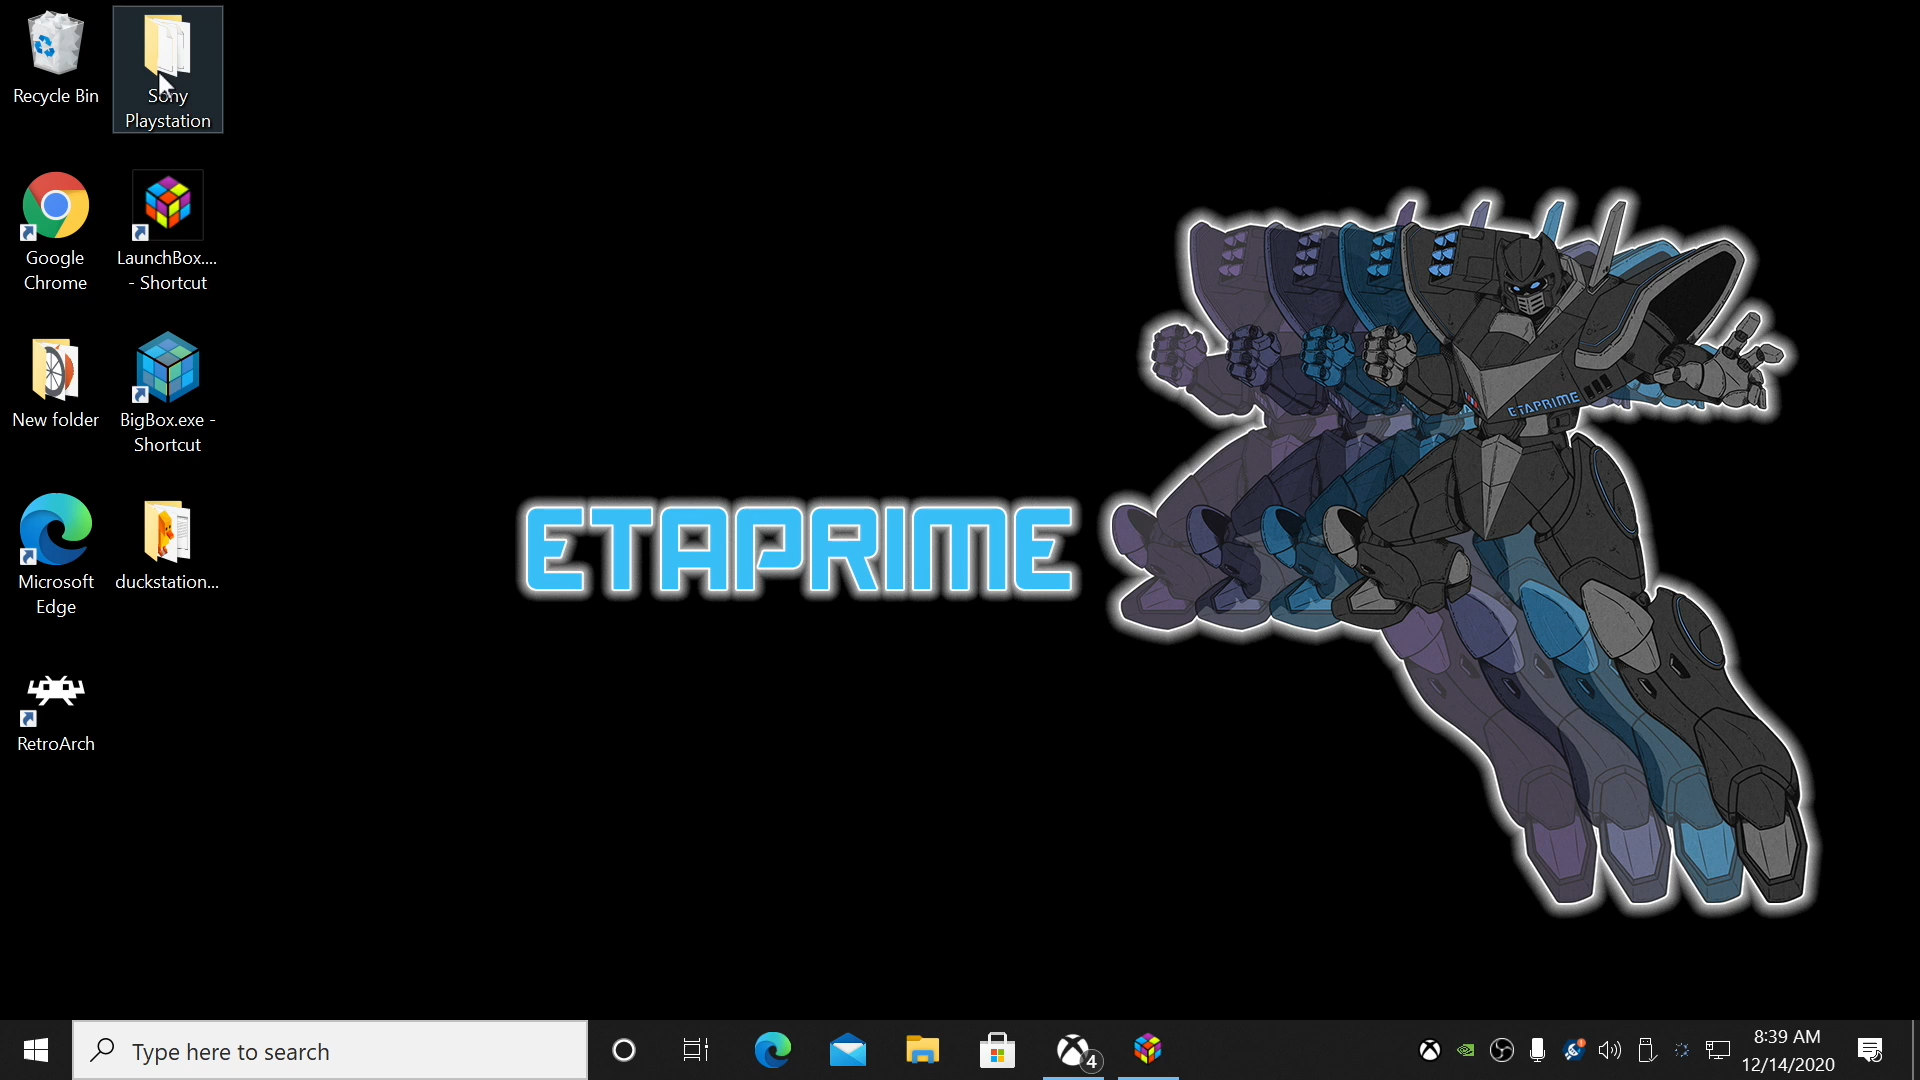 Recycle Bin
Sony
Playstation
Google
Chrome
LaunchBox....
- Shortcut
New folder
BigBox.exe -
Shortcut
Microsoft
Edge
duckstation...
RetroArch
ETAPRIME
ETAPRIME
Type here to search
4
8:39 AM
12/14/2020